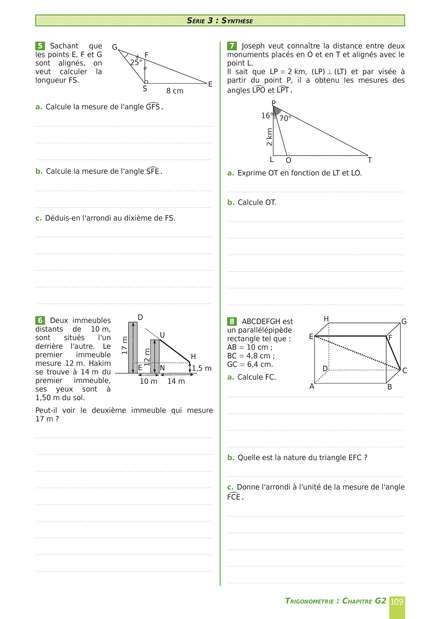 SÉRIE 3 : SYNTHÈSE
5 Sachant que
les points E, F et G
sont alignés, on
veut calculer la
longueur FS.
G
F
25°
S
8 cm
E
a. Calcule la mesure de l'angle GFS.
b. Calcule la mesure de l'angle SFE.
c. Déduis-en l'arrondi au dixième de FS.
6 Deux immeubles
distants de 10 m,
sont situés l'un
derrière l'autre. Le
premier immeuble
mesure 12 m. Hakim
se trouve à 14 m du
premier immeuble,
ses yeux sont à
1,50 m du sol.
D
U
17 m
12 m
H
E
N
1,5 m
10 m 14 m
Peut-il voir le deuxième immeuble qui mesure
17 m ?
7 Joseph veut connaître la distance entre deux
monuments placés en O et en T et alignés avec le
point L.
Il sait que LP = 2 km, (LP) ⊥ (LT) et par visée à
partir du point P, il a obtenu les mesures des
angles LPO et LPT.
P
16° 70°
2 km
L O T
a. Exprime OT en fonction de LT et LO.
b. Calcule OT.
8 ABCDEFGH est
un parallélépipède
rectangle tel que :
AB = 10 cm ;
BC = 4,8 cm ;
GC = 6,4 cm.
a. Calcule FC.
H
G
E
F
D
C
A
B
b. Quelle est la nature du triangle EFC ?
c. Donne l'arrondi à l'unité de la mesure de l'angle
FCE.
TRIGONOMÉTRIE : CHAPITRE G2 109